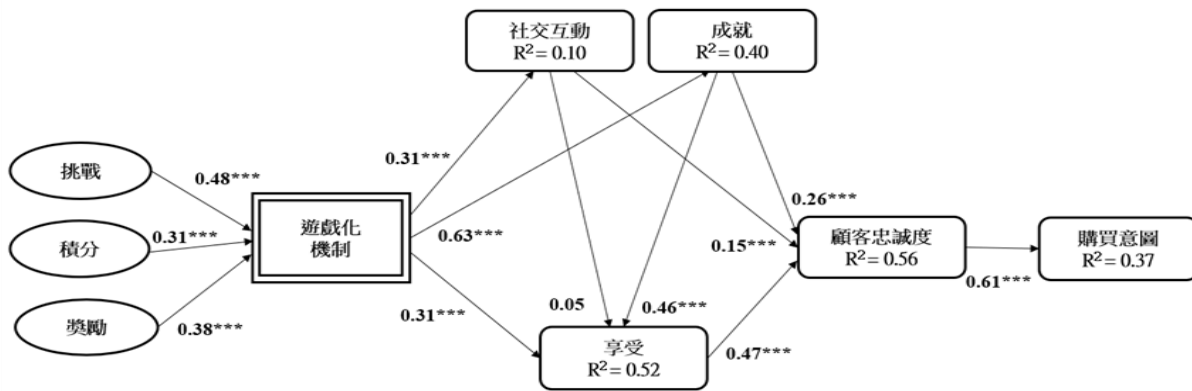 社交互動
R² = 0.10
成就
R² = 0.40
挑戰
0.48***
積分
0.31***
獎勵
0.38***
遊戲化
機制
0.31***
0.63***
0.31***
0.05
0.46***
0.15***
0.26***
享受
R² = 0.52
0.47***
顧客忠誠度
R² = 0.56
0.61***
購買意圖
R² = 0.37